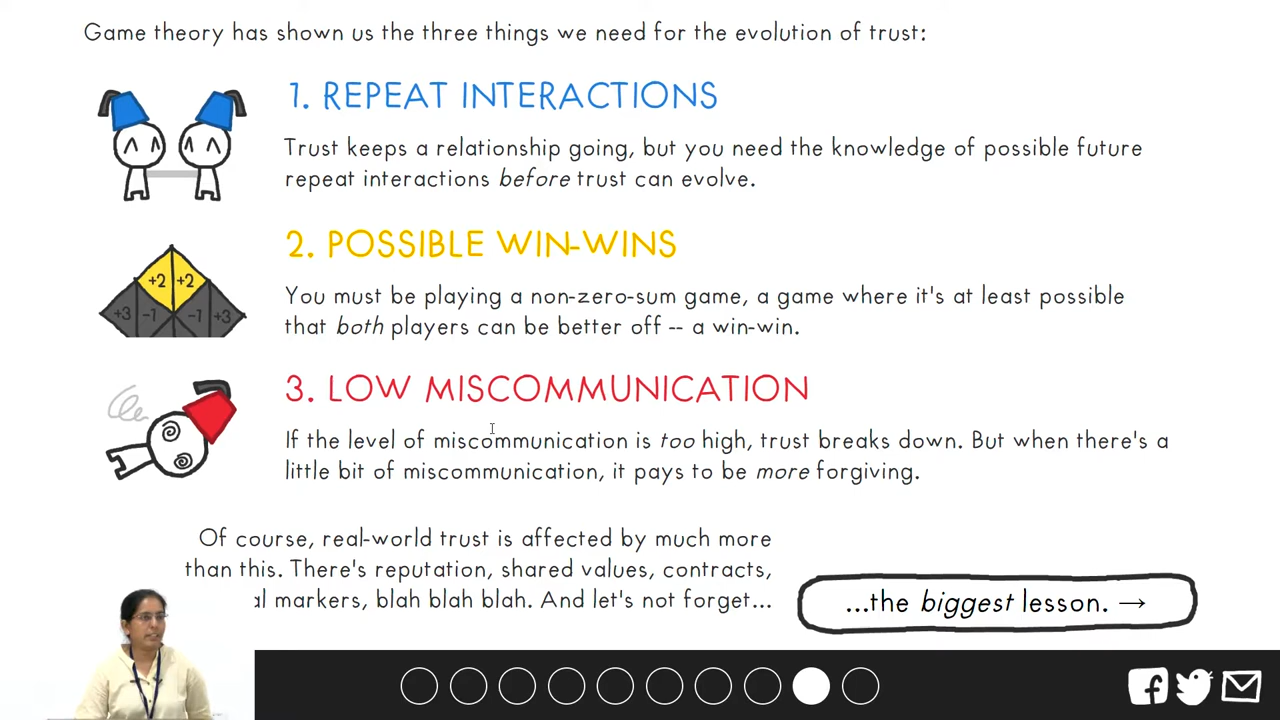 Game theory has shown us the three things we need for the evolution of trust:
1. REPEAT INTERACTIONS
Trust keeps a relationship going, but you need the knowledge of possible future
repeat interactions before trust can evolve.
2. POSSIBLE WIN-WINS
+2 +2
+3 -1 -1 +3
You must be playing a non-zero-sum game, a game where it's at least possible
that both players can be better off -- a win-win.
3. LOW MISCOMMUNICATION
If the level of miscommunication is too high, trust breaks down. But when there's a
little bit of miscommunication, it pays to be more forgiving.
Of course, real-world trust is affected by much more
than this. There's reputation, shared values, contracts,
markers, blah blah blah. And let's not forget...
...the biggest lesson. →